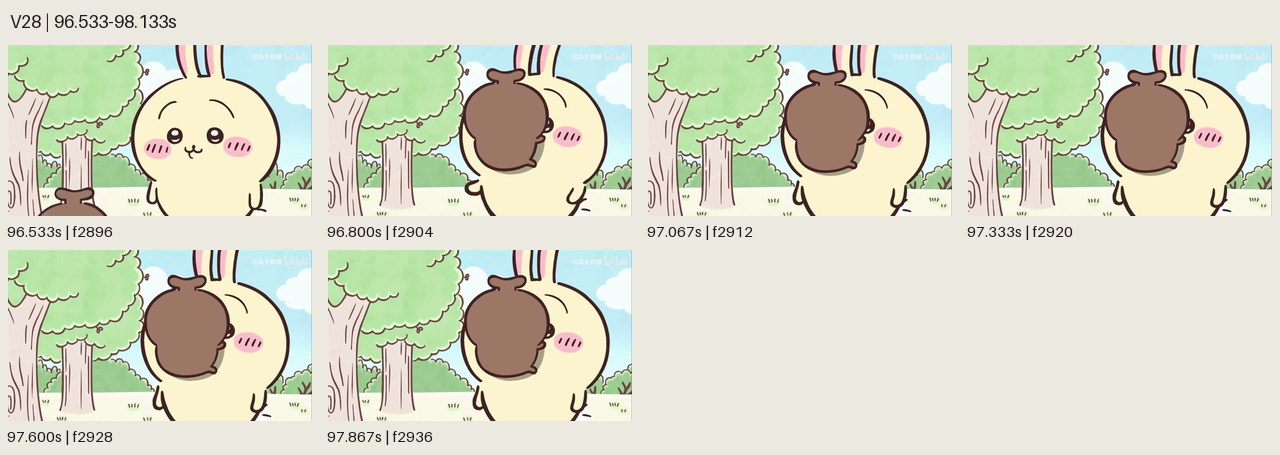 V28 | 96.533-98.133s
96.533s | f2896
96.800s | f2904
97.067s | f2912
97.333s | f2920
97.600s | f2928
97.867s | f2936